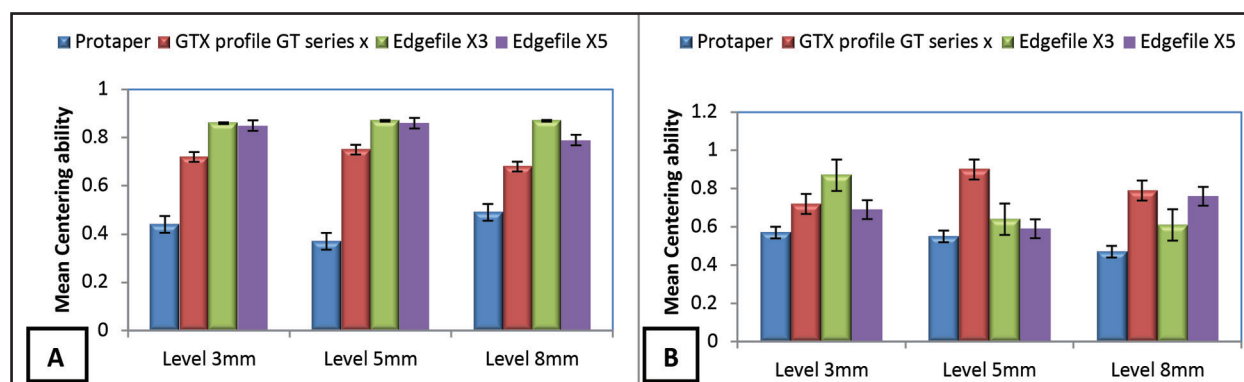 Protaper GTX profile GT series x Edgefile X3 Edgefile X5
Mean Centering ability
1
0.8
0.6
0.4
0.2
0
Level 3mm Level 5mm Level 8mm
A
Protaper GTX profile GT series x Edgefile X3 Edgefile X5
Mean Centering ability
1.2
1
0.8
0.6
0.4
0.2
0
Level 3mm Level 5mm Level 8mm
B